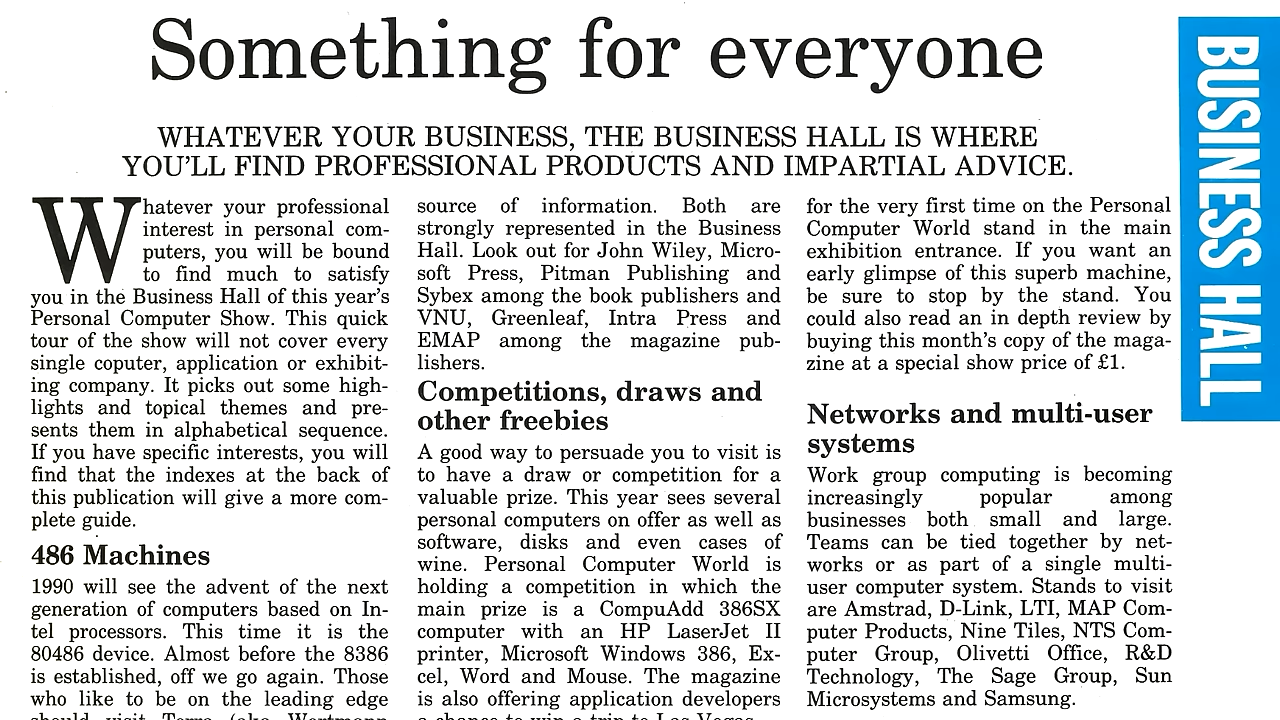 Something for everyone
WHATEVER YOUR BUSINESS, THE BUSINESS HALL IS WHERE
YOU'LL FIND PROFESSIONAL PRODUCTS AND IMPARTIAL ADVICE.
Whatever your professional
interest in personal com-
puters, you will be bound
to find much to satisfy
you in the Business Hall of this year's
Personal Computer Show. This quick
tour of the show will not cover every
single coputer, application or exhibit-
ing company. It picks out some high-
lights and topical themes and pre-
sents them in alphabetical sequence.
If you have specific interests, you will
find that the indexes at the back of
this publication will give a more com-
plete guide.
486 Machines
1990 will see the advent of the next
generation of computers based on In-
tel processors. This time it is the
80486 device. Almost before the 8386
is established, off we go again. Those
who like to be on the leading edge
should visit Terra (aka Wortmann
source of information. Both are
strongly represented in the Business
Hall. Look out for John Wiley, Micro-
soft Press, Pitman Publishing and
Sybex among the book publishers and
VNU, Greenleaf, Intra Press and
EMAP among the magazine pub-
lishers.
Competitions, draws and
other freebies
A good way to persuade you to visit is
to have a draw or competition for a
valuable prize. This year sees several
personal computers on offer as well as
software, disks and even cases of
wine. Personal Computer World is
holding a competition in which the
main prize is a CompuAdd 386SX
computer with an HP LaserJet II
printer, Microsoft Windows 386, Ex-
cel, Word and Mouse. The magazine
is also offering application developers
a chance to win a trip to Las Vegas
for the very first time on the Personal
Computer World stand in the main
exhibition entrance. If you want an
early glimpse of this superb machine,
be sure to stop by the stand. You
could also read an in depth review by
buying this month's copy of the maga-
zine at a special show price of £1.
Networks and multi-user
systems
Work group computing is becoming
increasingly popular among
businesses both small and large.
Teams can be tied together by net-
works or as part of a single multi-
user computer system. Stands to visit
are Amstrad, D-Link, LTI, MAP Com-
puter Products, Nine Tiles, NTS Com-
puter Group, Olivetti Office, R&D
Technology, The Sage Group, Sun
Microsystems and Samsung.
BUSINESS HALL